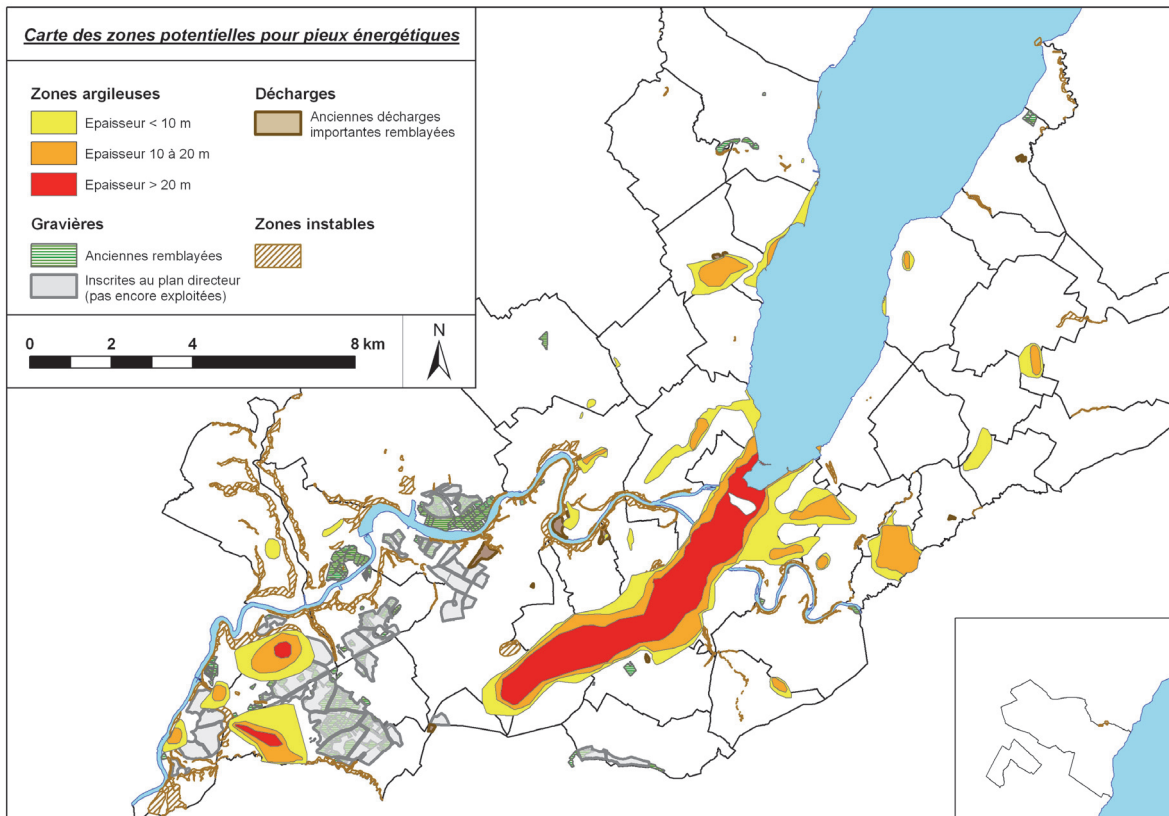 Carte des zones potentielles pour pieux énergétiques
Zones argileuses
Epaisseur < 10 m
Epaisseur 10 à 20 m
Epaisseur > 20 m
Gravières
Anciennes remblayées
Inscrites au plan directeur
(pas encore exploitées)
Décharges
Anciennes décharges
importantes remblayées
Zones instables
0 2 4 8 km
N